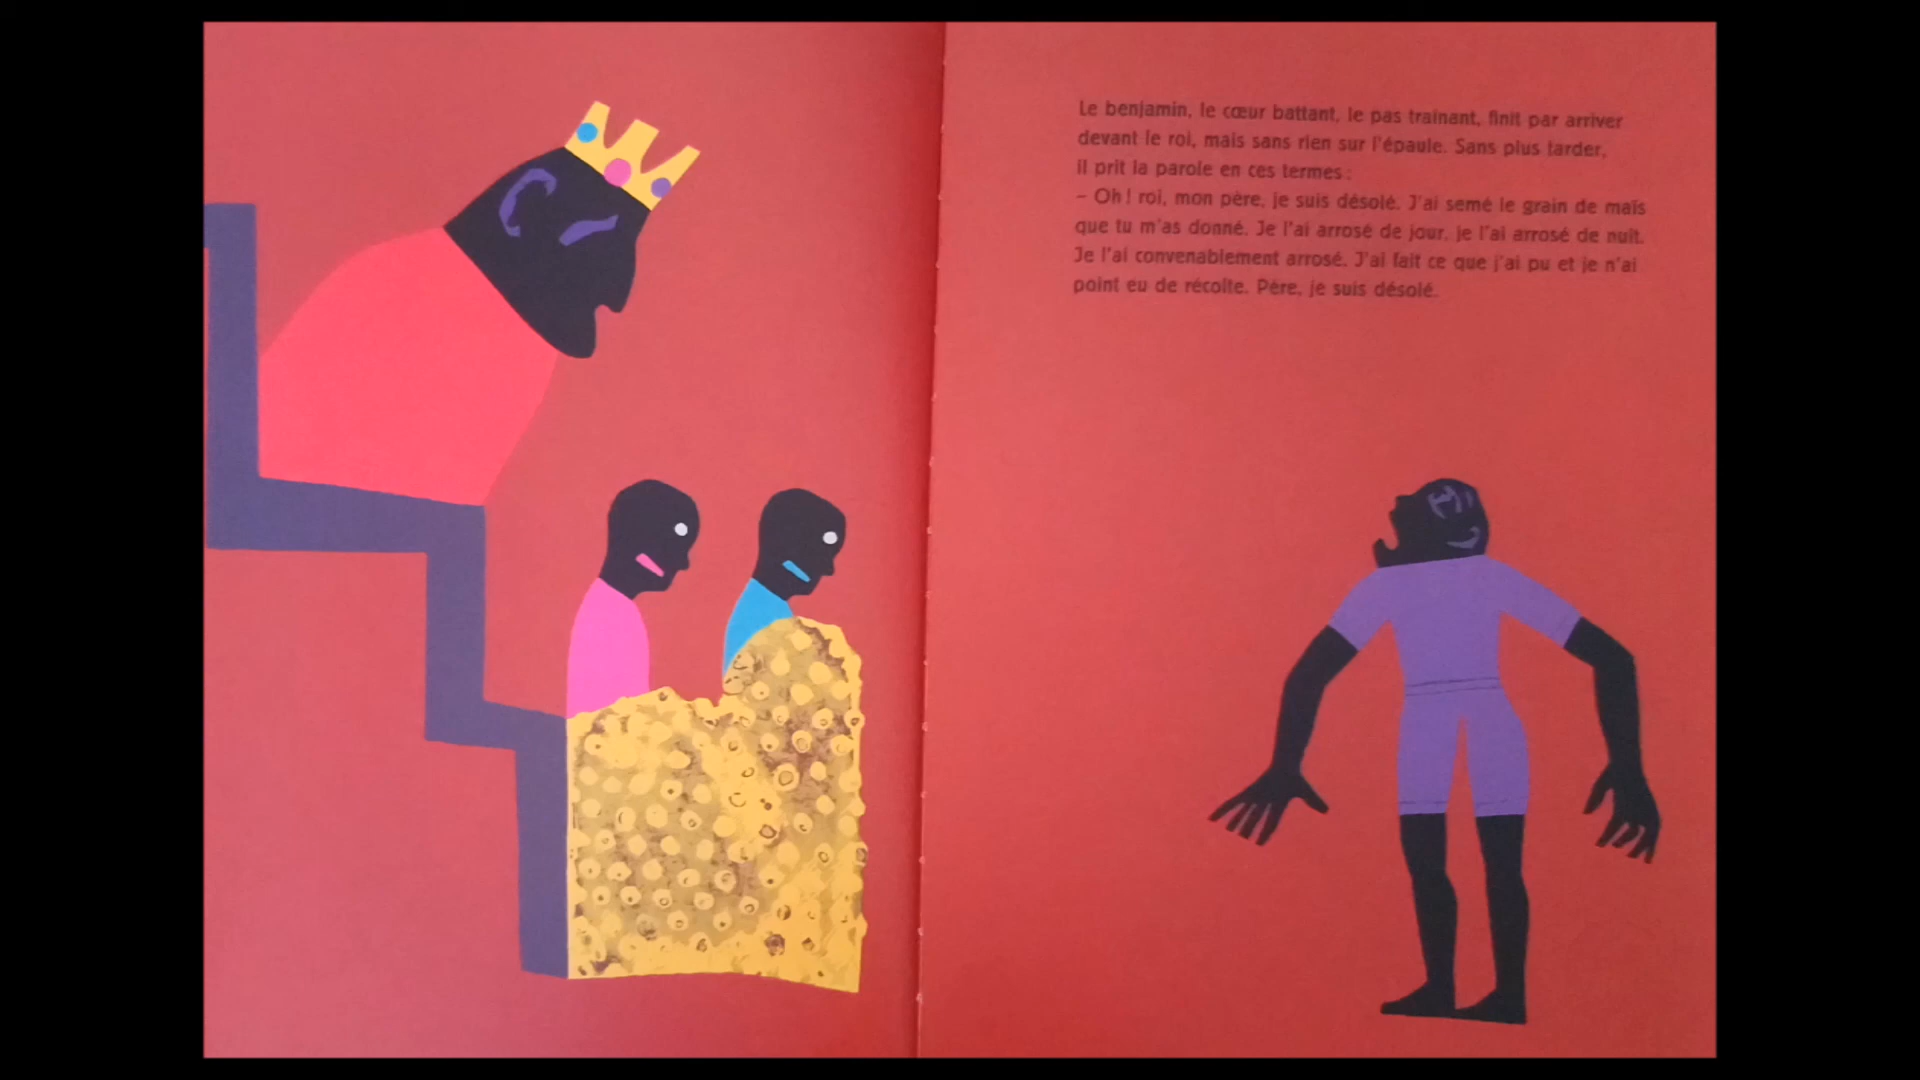 Le benjamin, le cœur battant, le pas trainant, finit par arriver
devant le roi, mais sans rien sur l'épaule. Sans plus tarder,
il prit la parole en ces termes :
– Oh ! roi, mon père, je suis désolé. J'ai semé le grain de maïs
que tu m'as donné. Je l'ai arrosé de jour, je l'ai arrosé de nuit.
Je l'ai convenablement arrosé. J'ai fait ce que j'ai pu et je n'ai
point eu de récolte. Père, je suis désolé.